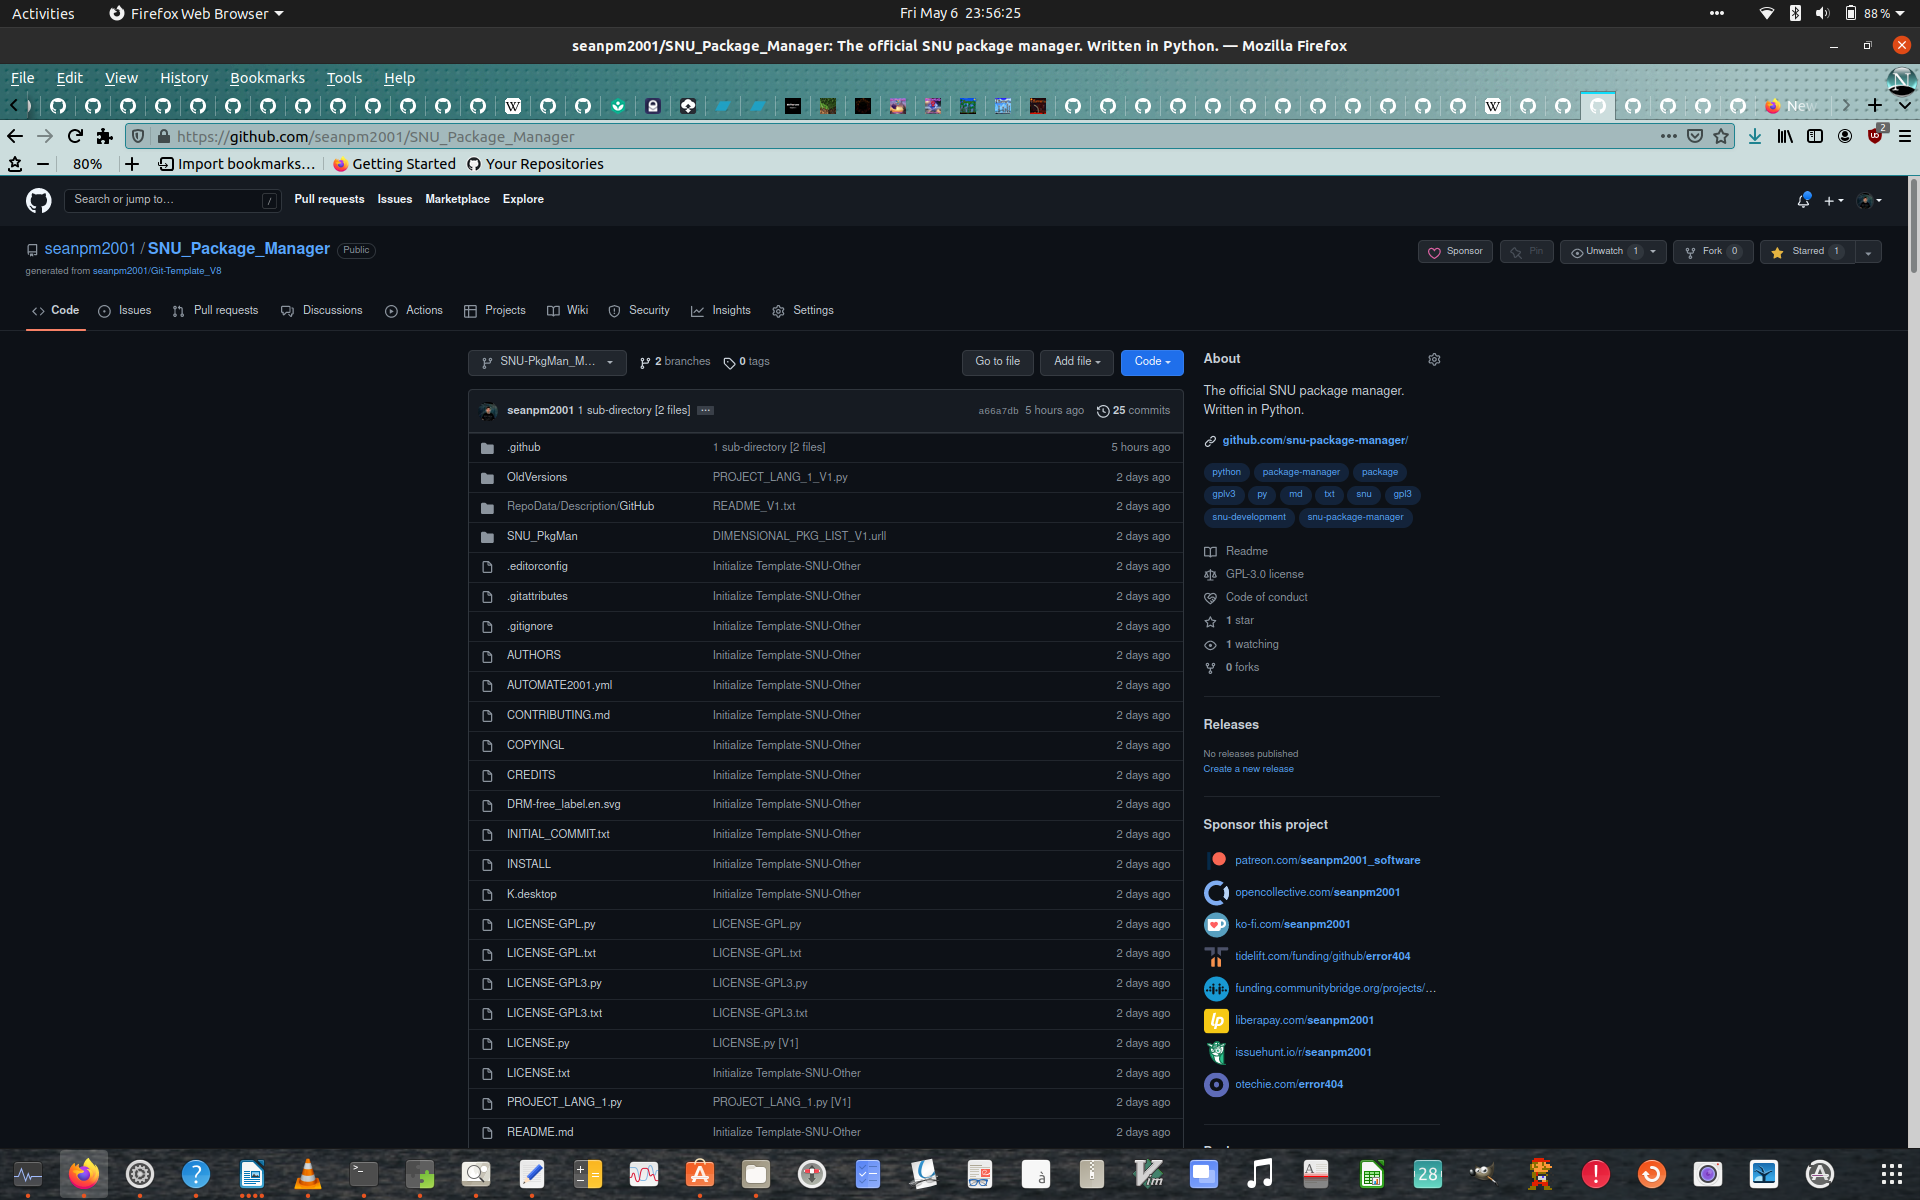 Activities
Firefox Web Browser
Fri May 6 23:56:25
88 %
seanpm2001/SNU_Package_Manager: The official SNU package manager. Written in Python. — Mozilla Firefox
File Edit View History Bookmarks Tools Help
New
https://github.com/seanpm2001/SNU_Package_Manager
2
80%
Import bookmarks…
Getting Started
Your Repositories
Search or jump to…
/
Pull requests Issues Marketplace Explore
seanpm2001 / SNU_Package_Manager
Public
generated from seanpm2001/Git-Template_V8
Sponsor
Pin
Unwatch 1
Fork 0
Starred 1
Code
Issues
Pull requests
Discussions
Actions
Projects
Wiki
Security
Insights
Settings
SNU-PkgMan_M...
2 branches
0 tags
Go to file
Add file
Code
seanpm2001 1 sub-directory [2 files] ...
a66a7db 5 hours ago
25 commits
.github 1 sub-directory [2 files] 5 hours ago
OldVersions PROJECT_LANG_1_V1.py 2 days ago
RepoData/Description/GitHub README_V1.txt 2 days ago
SNU_PkgMan DIMENSIONAL_PKG_LIST_V1.urll 2 days ago
.editorconfig Initialize Template-SNU-Other 2 days ago
.gitattributes Initialize Template-SNU-Other 2 days ago
.gitignore Initialize Template-SNU-Other 2 days ago
AUTHORS Initialize Template-SNU-Other 2 days ago
AUTOMATE2001.yml Initialize Template-SNU-Other 2 days ago
CONTRIBUTING.md Initialize Template-SNU-Other 2 days ago
COPYINGL Initialize Template-SNU-Other 2 days ago
CREDITS Initialize Template-SNU-Other 2 days ago
DRM-free_label.en.svg Initialize Template-SNU-Other 2 days ago
INITIAL_COMMIT.txt Initialize Template-SNU-Other 2 days ago
INSTALL Initialize Template-SNU-Other 2 days ago
K.desktop Initialize Template-SNU-Other 2 days ago
LICENSE-GPL.py LICENSE-GPL.py 2 days ago
LICENSE-GPL.txt LICENSE-GPL.txt 2 days ago
LICENSE-GPL3.py LICENSE-GPL3.py 2 days ago
LICENSE-GPL3.txt LICENSE-GPL3.txt 2 days ago
LICENSE.py LICENSE.py [V1] 2 days ago
LICENSE.txt Initialize Template-SNU-Other 2 days ago
PROJECT_LANG_1.py PROJECT_LANG_1.py [V1] 2 days ago
README.md Initialize Template-SNU-Other 2 days ago
About
The official SNU package manager.
Written in Python.
github.com/snu-package-manager/
python package-manager package
gplv3 py md txt snu gpl3
snu-development snu-package-manager
Readme
GPL-3.0 license
Code of conduct
1 star
1 watching
0 forks
Releases
No releases published
Create a new release
Sponsor this project
patreon.com/seanpm2001_software
opencollective.com/seanpm2001
ko-fi.com/seanpm2001
tidelift.com/funding/github/error404
funding.communitybridge.org/projects/…
liberapay.com/seanpm2001
issuehunt.io/r/seanpm2001
otechie.com/error404
28